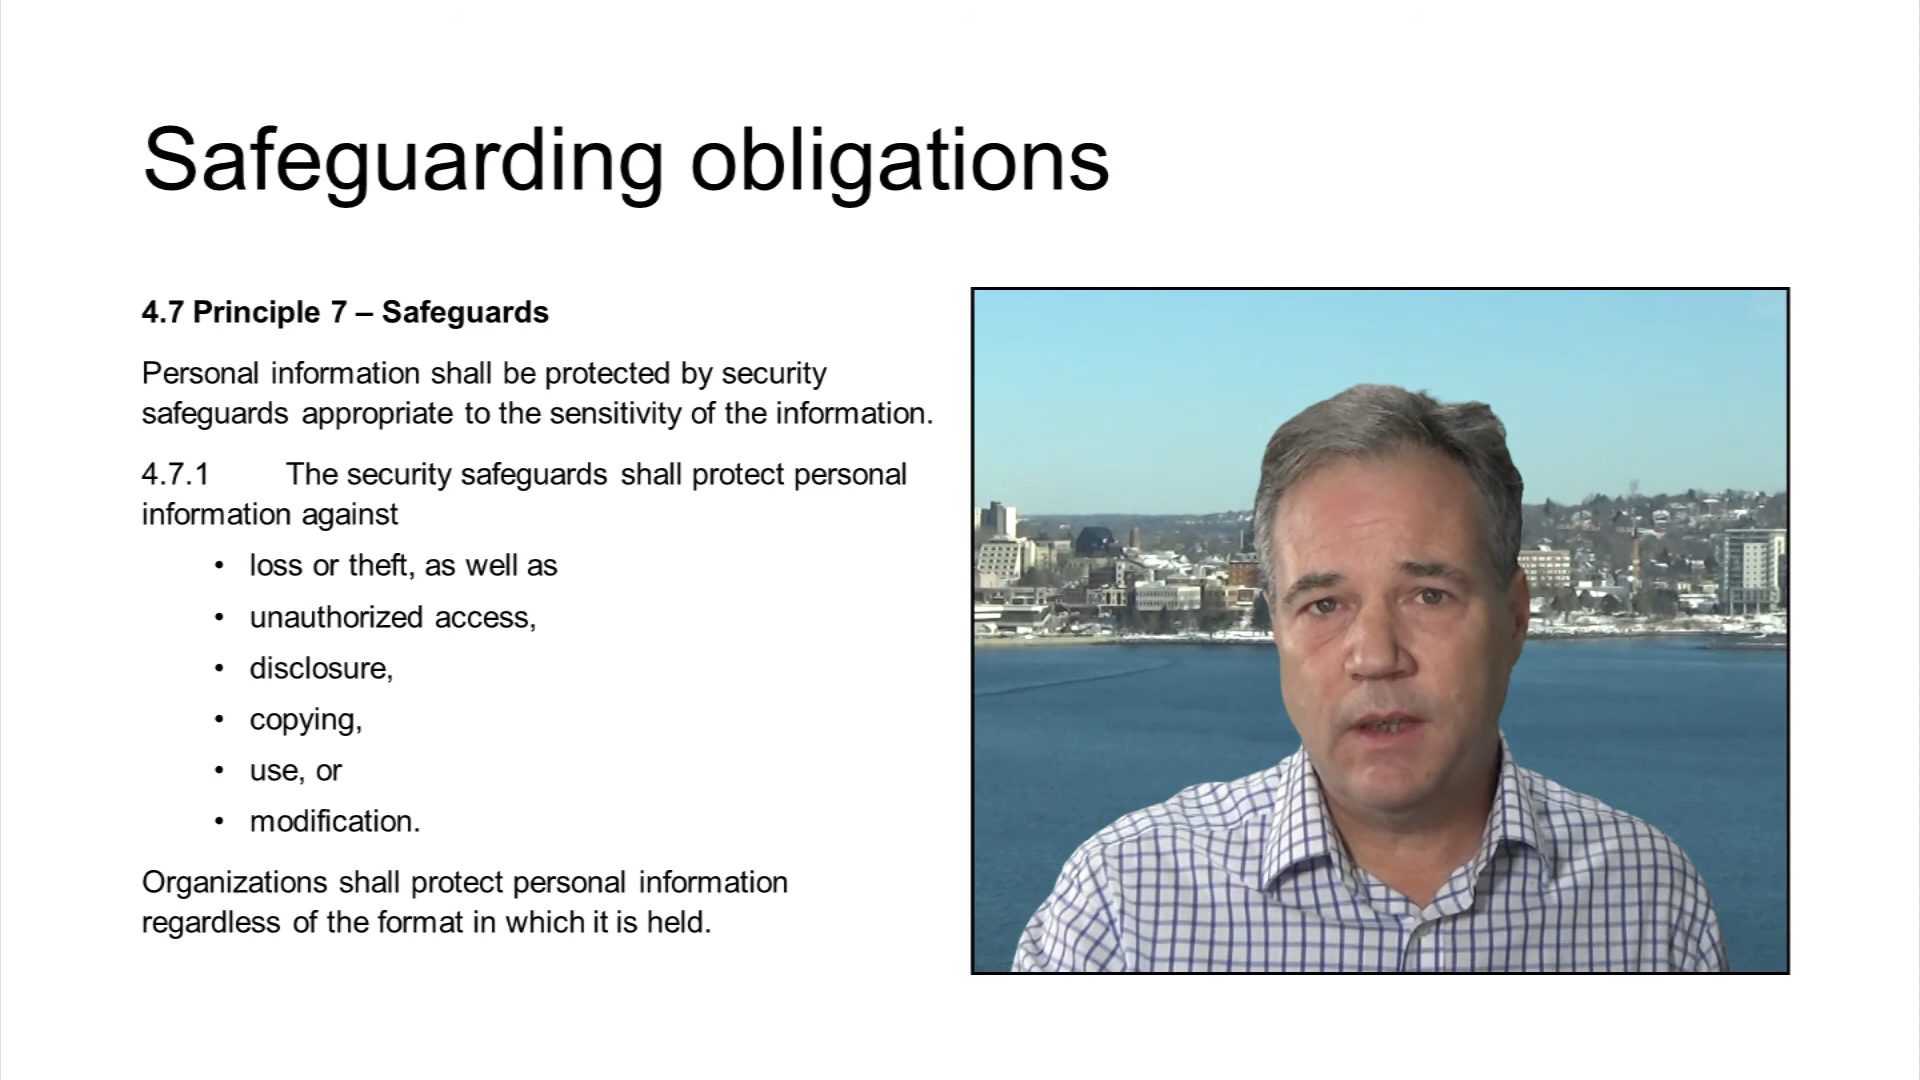 Safeguarding obligations
4.7 Principle 7 – Safeguards
Personal information shall be protected by security
safeguards appropriate to the sensitivity of the information.
4.7.1 The security safeguards shall protect personal
information against
• loss or theft, as well as
• unauthorized access,
• disclosure,
• copying,
• use, or
• modification.
Organizations shall protect personal information
regardless of the format in which it is held.